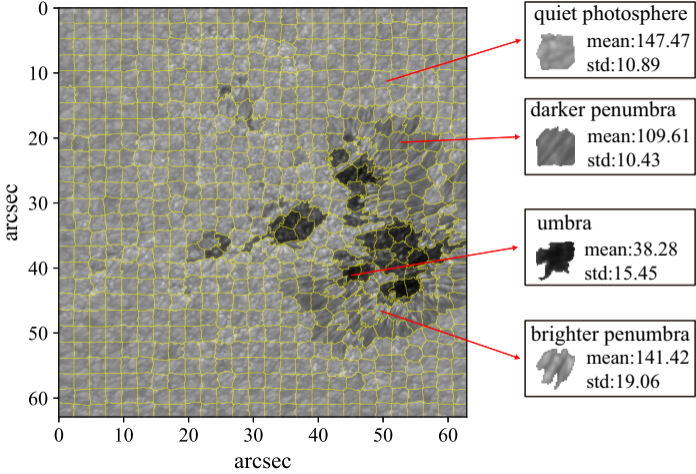 0
10
20
30
40
50
60
arcsec
0 10 20 30 40 50 60
arcsec
quiet photosphere
mean:147.47
std:10.89
darker penumbra
mean:109.61
std:10.43
umbra
mean:38.28
std:15.45
brighter penumbra
mean:141.42
std:19.06